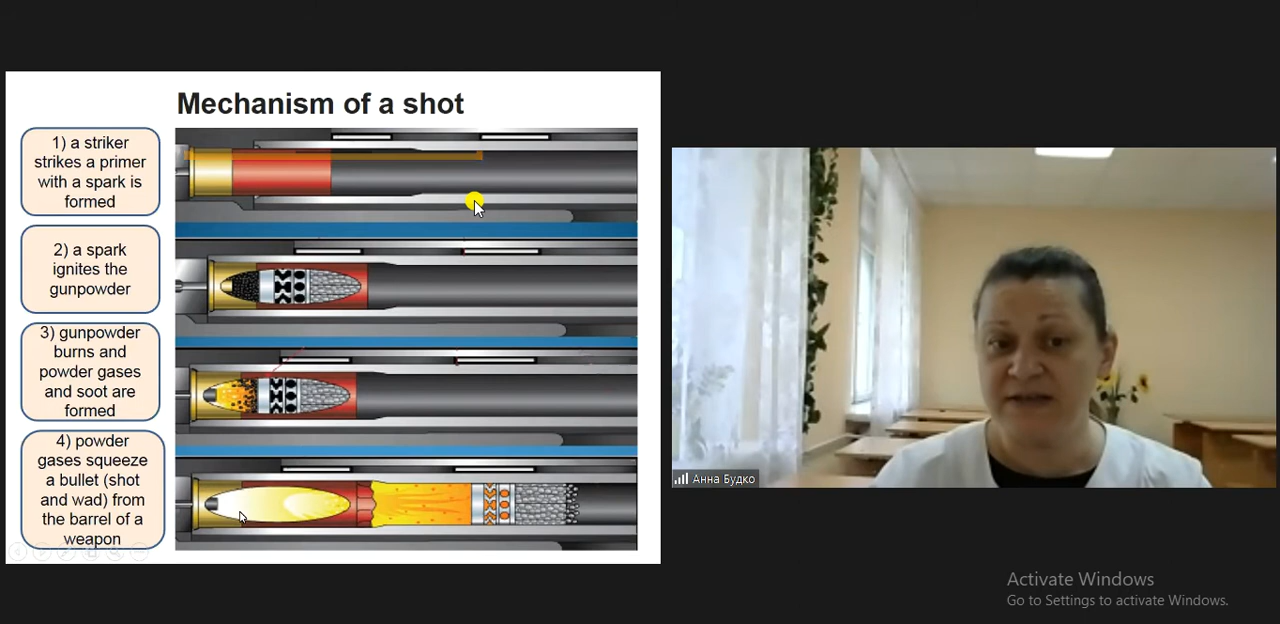 Mechanism of a shot
1) a striker
strikes a primer
with a spark is
formed
2) a spark
ignites the
gunpowder
3) gunpowder
burns and
powder gases
and soot are
formed
4) powder
gases squeeze
a bullet (shot
and wad) from
the barrel of a
weapon
Анна Будко
Activate Windows
Go to Settings to activate Windows.